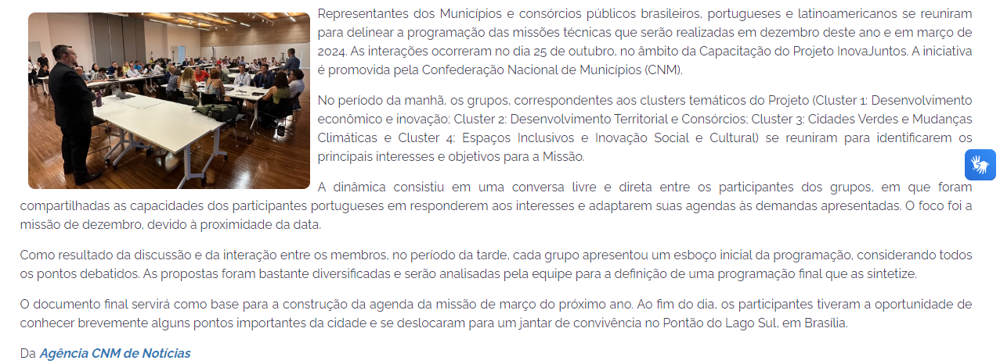 Representantes dos Municípios e consórcios públicos brasileiros, portugueses e latinoamericanos se reuniram
para delinear a programação das missões técnicas que serão realizadas em dezembro deste ano e em março de
2024. As interações ocorreram no dia 25 de outubro, no âmbito da Capacitação do Projeto InovaJuntos. A iniciativa
é promovida pela Confederação Nacional de Municípios (CNM).
No período da manhã, os grupos, correspondentes aos clusters temáticos do Projeto (Cluster 1: Desenvolvimento
econômico e inovação; Cluster 2: Desenvolvimento Territorial e Consórcios; Cluster 3: Cidades Verdes e Mudanças
Climáticas e Cluster 4: Espaços Inclusivos e Inovação Social e Cultural) se reuniram para identificarem os
principais interesses e objetivos para a Missão.
A dinâmica consistiu em uma conversa livre e direta entre os participantes dos grupos, em que foram
compartilhadas as capacidades dos participantes portugueses em responderem aos interesses e adaptarem suas agendas às demandas apresentadas. O foco foi a
missão de dezembro, devido à proximidade da data.
Como resultado da discussão e da interação entre os membros, no período da tarde, cada grupo apresentou um esboço inicial da programação, considerando todos
os pontos debatidos. As propostas foram bastante diversificadas e serão analisadas pela equipe para a definição de uma programação final que as sintetize.
O documento final servirá como base para a construção da agenda da missão de março do próximo ano. Ao fim do dia, os participantes tiveram a oportunidade de
conhecer brevemente alguns pontos importantes da cidade e se deslocaram para um jantar de convivência no Pontão do Lago Sul, em Brasília.
Da Agência CNM de Notícias